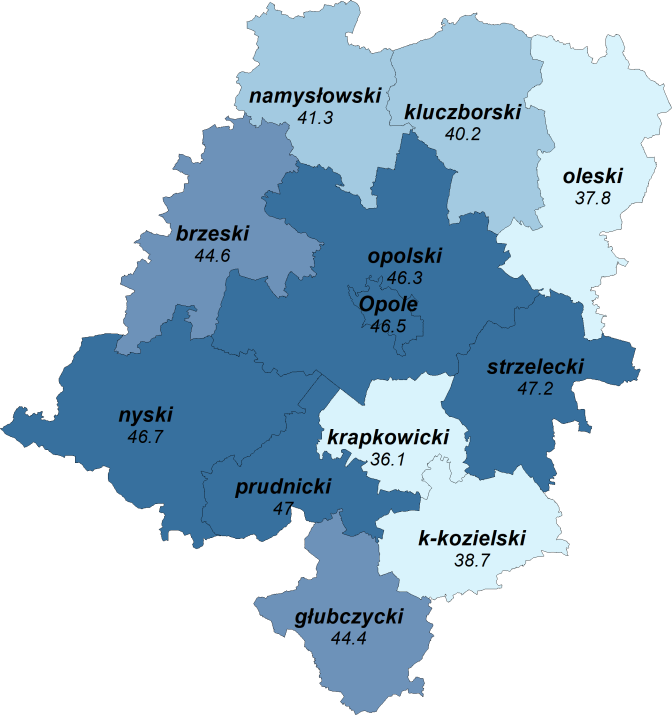 namysłowski
41.3
kluczborski
40.2
oleski
37.8
brzeski
44.6
opolski
46.3
Opole
46.5
strzelecki
47.2
nyski
46.7
krapkowicki
36.1
prudnicki
47
k-kozielski
38.7
głubczycki
44.4